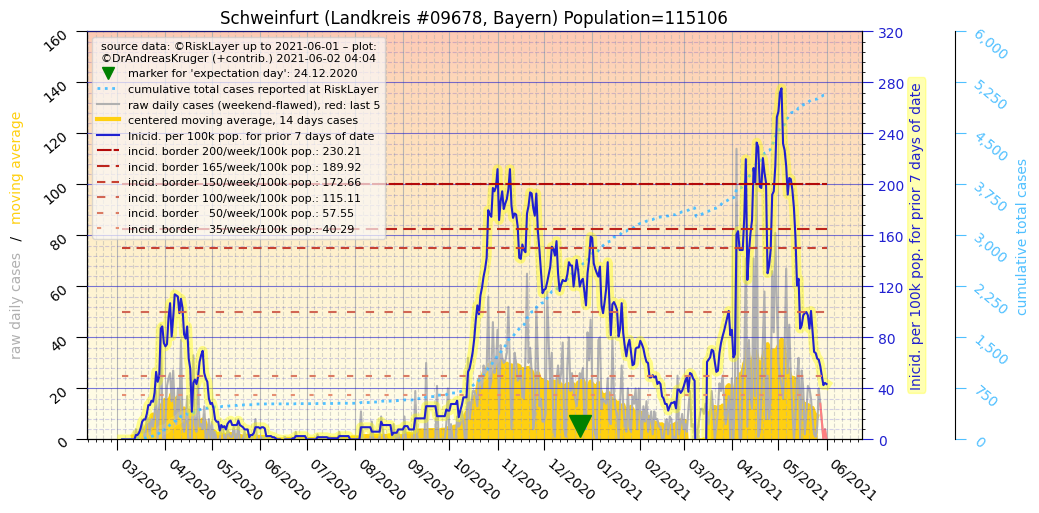 Schweinfurt (Landkreis #09678, Bayern) Population=115106
source data: ©RiskLayer up to 2021-06-01 – plot:
©DrAndreasKruger (+contrib.) 2021-06-02 04:04
marker for 'expectation day': 24.12.2020
cumulative total cases reported at RiskLayer
raw daily cases (weekend-flawed), red: last 5
centered moving average, 14 days cases
Inicid. per 100k pop. for prior 7 days of date
incid. border 200/week/100k pop.: 230.21
incid. border 165/week/100k pop.: 189.92
incid. border 150/week/100k pop.: 172.66
incid. border 100/week/100k pop.: 115.11
incid. border 50/week/100k pop.: 57.55
incid. border 35/week/100k pop.: 40.29
raw daily cases / moving average
160
140
120
100
80
60
40
20
0
320
280
240
200
160
120
80
40
0
Inicid. per 100k pop. for prior 7 days of date
6,000
5,250
4,500
3,750
3,000
2,250
1,500
750
0
cumulative total cases
03/2020
04/2020
05/2020
06/2020
07/2020
08/2020
09/2020
10/2020
11/2020
12/2020
01/2021
02/2021
03/2021
04/2021
05/2021
06/2021